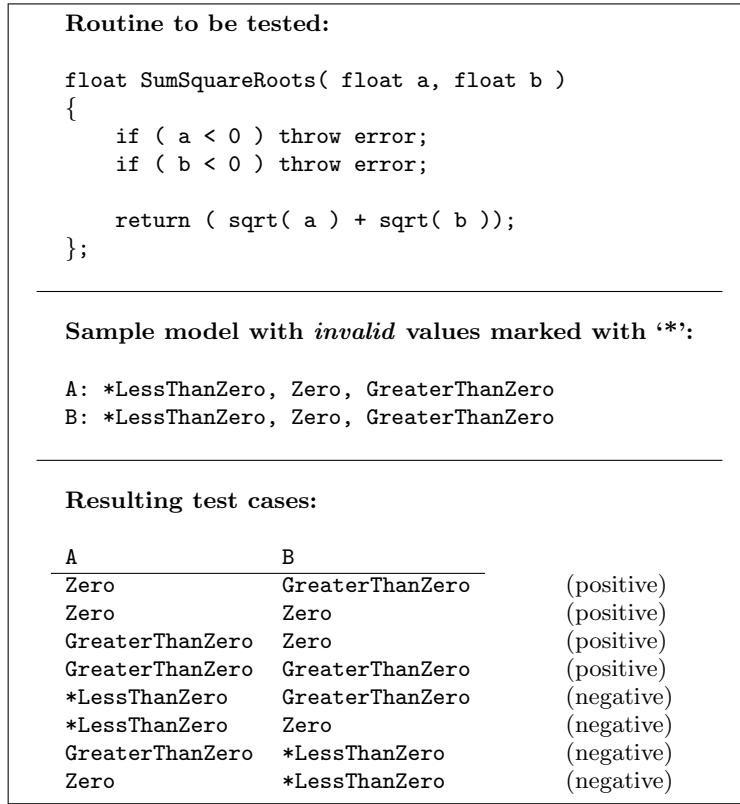 Routine to be tested:
float SumSquareRoots( float a, float b )
{
if ( a < 0 ) throw error;
if ( b < 0 ) throw error;
return ( sqrt( a ) + sqrt( b ));
};
Sample model with invalid values marked with ‘*’:
A: *LessThanZero, Zero, GreaterThanZero
B: *LessThanZero, Zero, GreaterThanZero
Resulting test cases:
A B
Zero GreaterThanZero (positive)
Zero Zero (positive)
GreaterThanZero Zero (positive)
GreaterThanZero GreaterThanZero (positive)
*LessThanZero GreaterThanZero (negative)
*LessThanZero Zero (negative)
GreaterThanZero *LessThanZero (negative)
Zero *LessThanZero (negative)